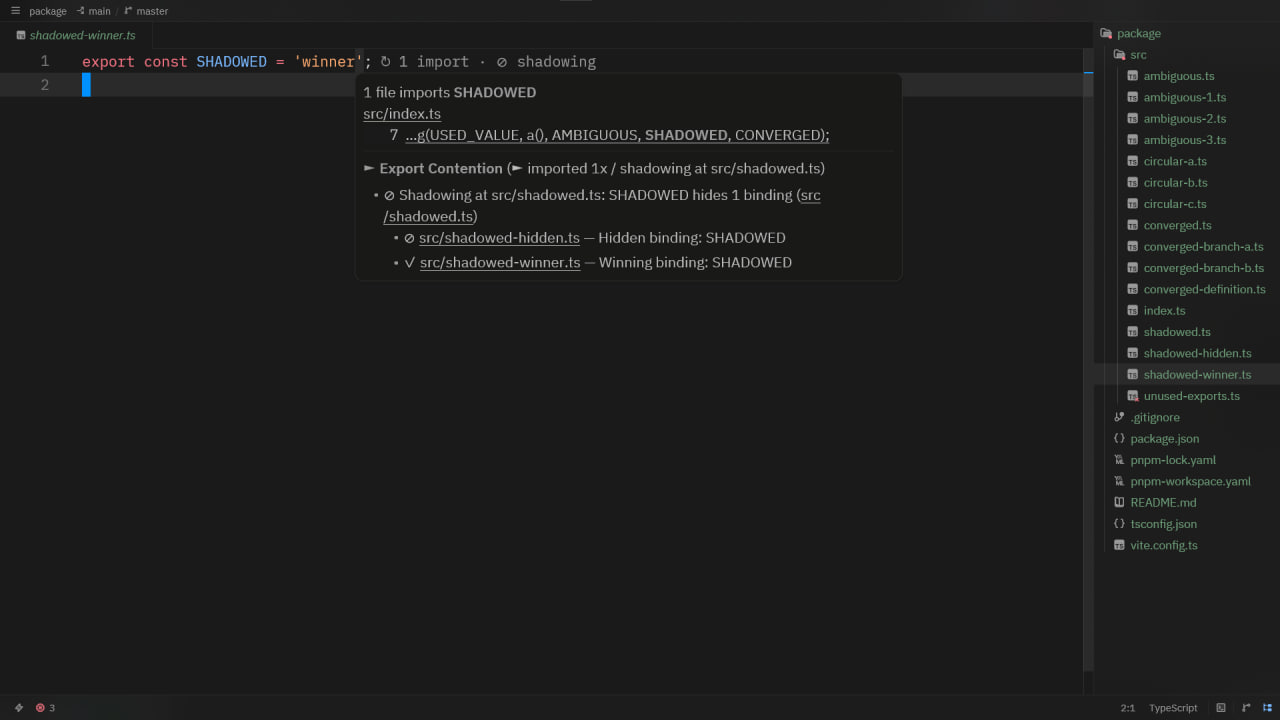 package main master
shadowed-winner.ts
1 export const SHADOWED = 'winner'; ↻ 1 import · ⊘ shadowing
2
1 file imports SHADOWED
src/index.ts
7 …g(USED_VALUE, a(), AMBIGUOUS, SHADOWED, CONVERGED);
► Export Contention (► imported 1x / shadowing at src/shadowed.ts)
• ⊘ Shadowing at src/shadowed.ts: SHADOWED hides 1 binding (src
/shadowed.ts)
• ⊘ src/shadowed-hidden.ts — Hidden binding: SHADOWED
• √ src/shadowed-winner.ts — Winning binding: SHADOWED
package
src
ambiguous.ts
ambiguous-1.ts
ambiguous-2.ts
ambiguous-3.ts
circular-a.ts
circular-b.ts
circular-c.ts
converged.ts
converged-branch-a.ts
converged-branch-b.ts
converged-definition.ts
index.ts
shadowed.ts
shadowed-hidden.ts
shadowed-winner.ts
unused-exports.ts
.gitignore
package.json
pnpm-lock.yaml
pnpm-workspace.yaml
README.md
tsconfig.json
vite.config.ts
3 2:1 TypeScript